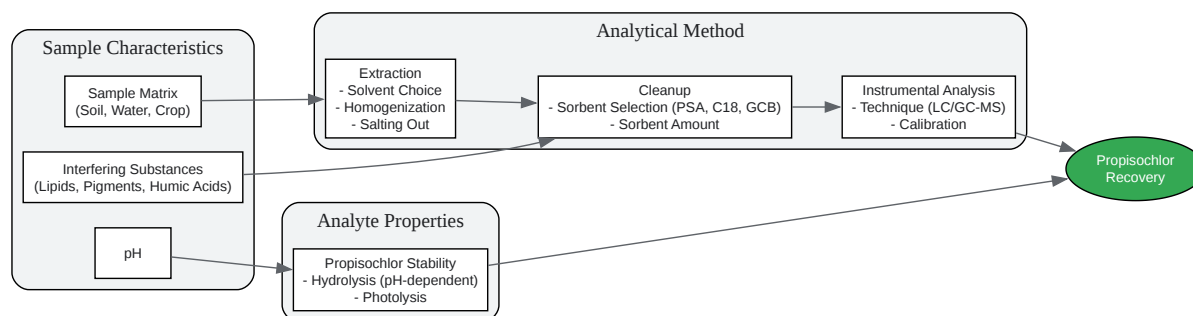 Sample Characteristics
Sample Matrix
(Soil, Water, Crop)
Interfering Substances
(Lipids, Pigments, Humic Acids)
pH
Analytical Method
Extraction
- Solvent Choice
- Homogenization
- Salting Out
Cleanup
- Sorbent Selection (PSA, C18, GCB)
- Sorbent Amount
Instrumental Analysis
- Technique (LC/GC-MS)
- Calibration
Analyte Properties
Propisochlor Stability
- Hydrolysis (pH-dependent)
- Photolysis
Propisochlor
Recovery